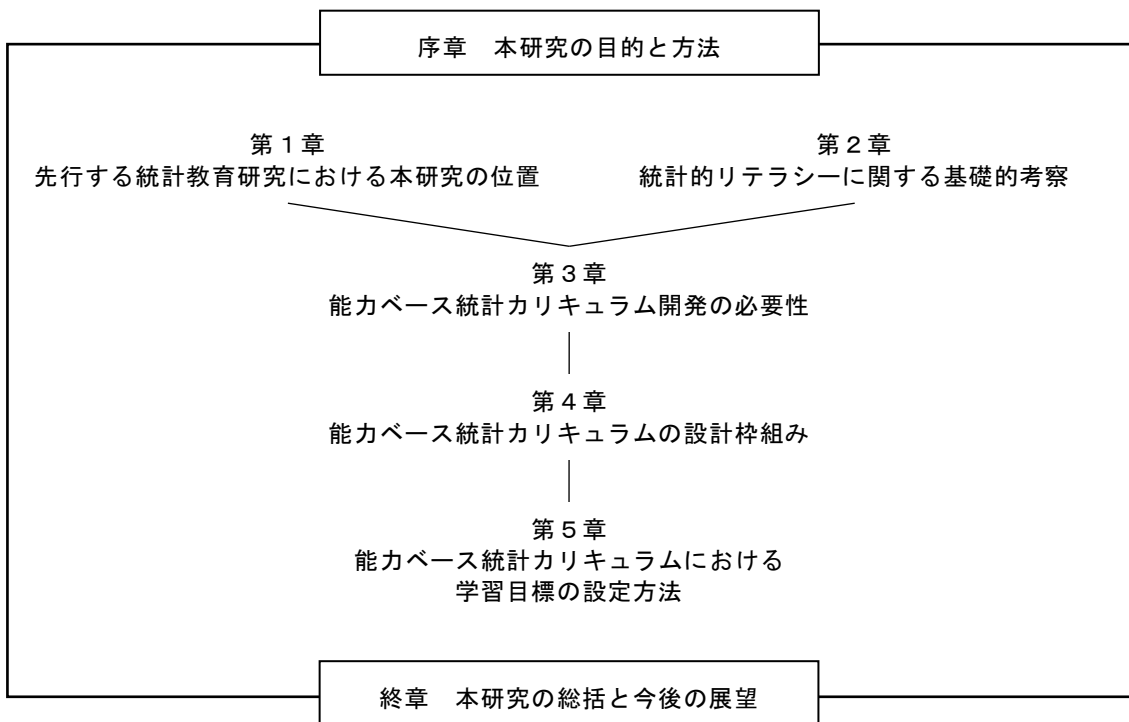 序章　本研究の目的と方法
第１章
先行する統計教育研究における本研究の位置
第２章
統計的リテラシーに関する基礎的考察
第３章
能力ベース統計カリキュラム開発の必要性
第４章
能力ベース統計カリキュラムの設計枠組み
第５章
能力ベース統計カリキュラムにおける
学習目標の設定方法
終章　本研究の総括と今後の展望